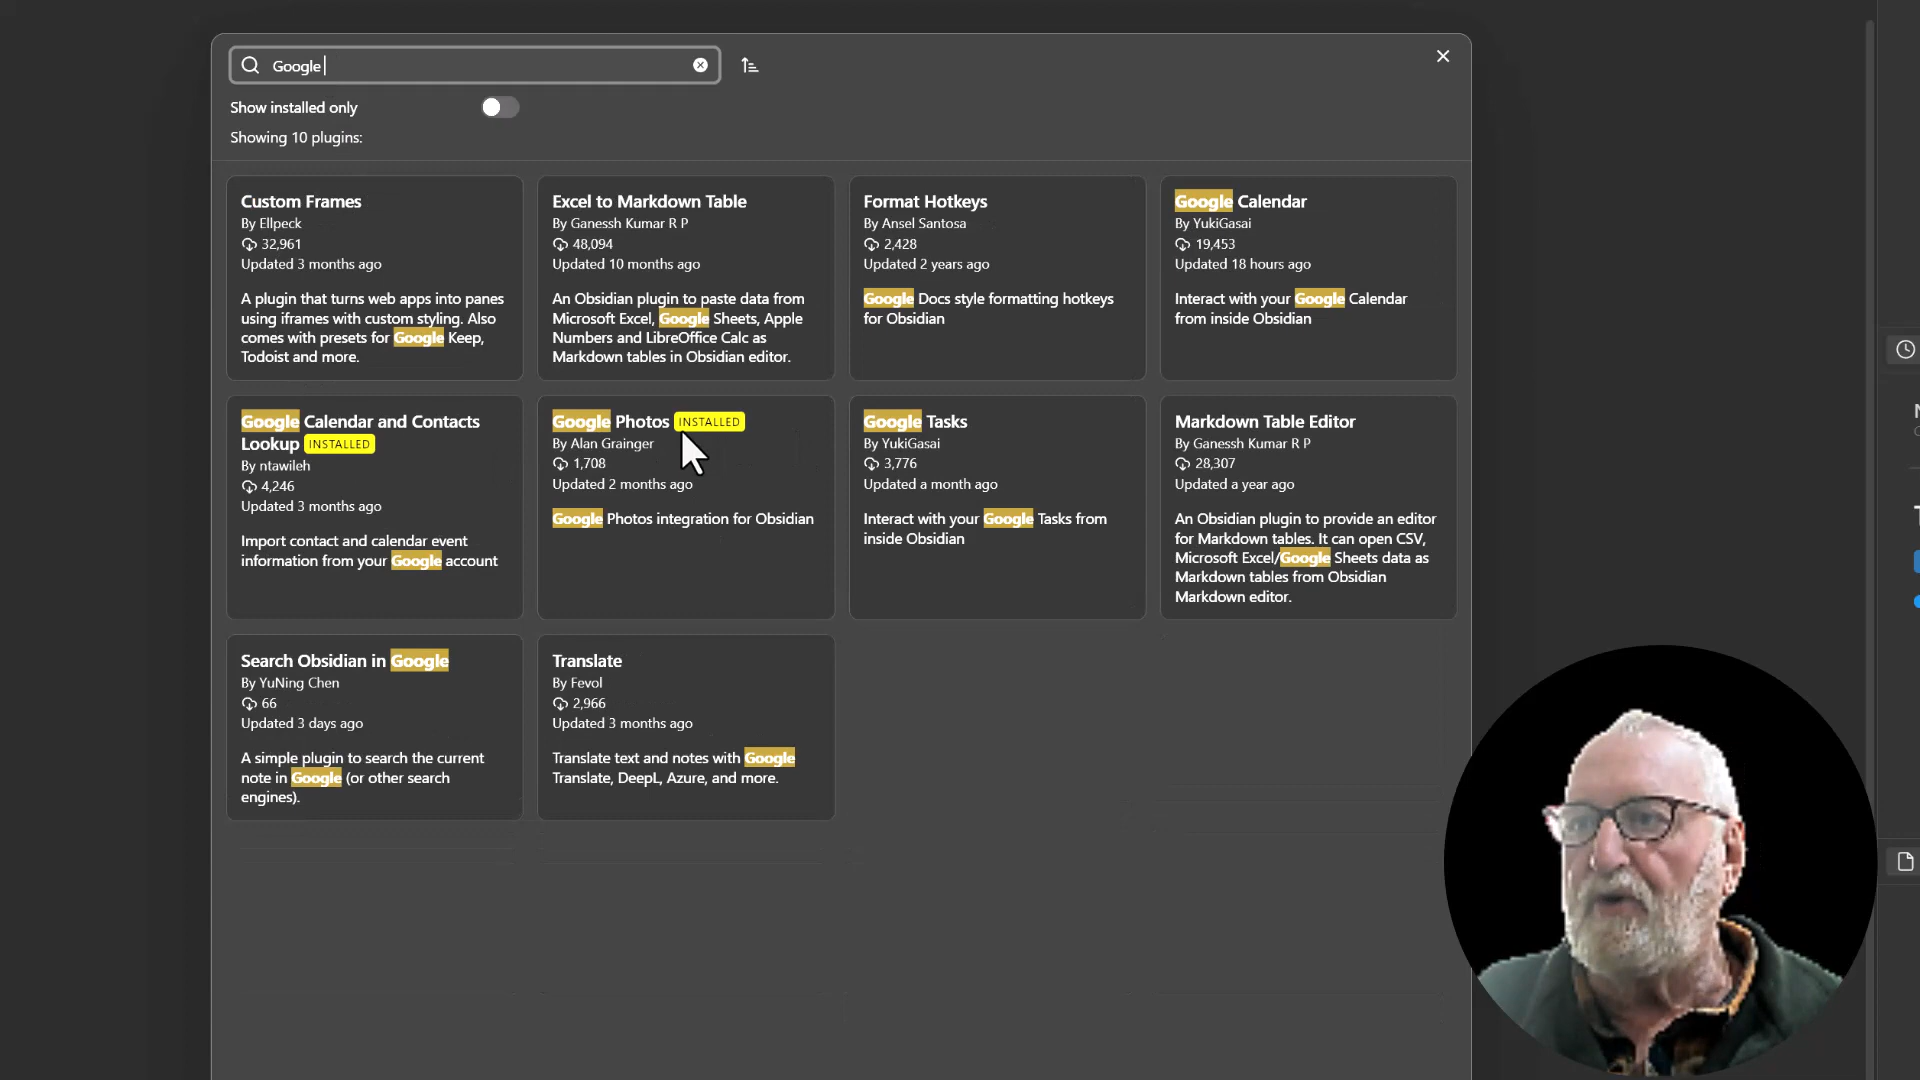 Google
Show installed only
Showing 10 plugins:
Custom Frames
By Ellpeck
32,961
Updated 3 months ago
A plugin that turns web apps into panes
using iframes with custom styling. Also
comes with presets for Google Keep,
Todoist and more.
Excel to Markdown Table
By Ganessh Kumar R P
48,094
Updated 10 months ago
An Obsidian plugin to paste data from
Microsoft Excel, Google Sheets, Apple
Numbers and LibreOffice Calc as
Markdown tables in Obsidian editor.
Format Hotkeys
By Ansel Santosa
2,428
Updated 2 years ago
Google Docs style formatting hotkeys
for Obsidian
Google Calendar
By YukiGasai
19,453
Updated 18 hours ago
Interact with your Google Calendar
from inside Obsidian
Google Calendar and Contacts
Lookup INSTALLED
By ntawileh
4,246
Updated 3 months ago
Import contact and calendar event
information from your Google account
Google Photos INSTALLED
By Alan Grainger
1,708
Updated 2 months ago
Google Photos integration for Obsidian
Google Tasks
By YukiGasai
3,776
Updated a month ago
Interact with your Google Tasks from
inside Obsidian
Markdown Table Editor
By Ganessh Kumar R P
28,307
Updated a year ago
An Obsidian plugin to provide an editor
for Markdown tables. It can open CSV,
Microsoft Excel/Google Sheets data as
Markdown tables from Obsidian
Markdown editor.
Search Obsidian in Google
By YuNing Chen
66
Updated 3 days ago
A simple plugin to search the current
note in Google (or other search
engines).
Translate
By Fevol
2,966
Updated 3 months ago
Translate text and notes with Google
Translate, DeepL, Azure, and more.